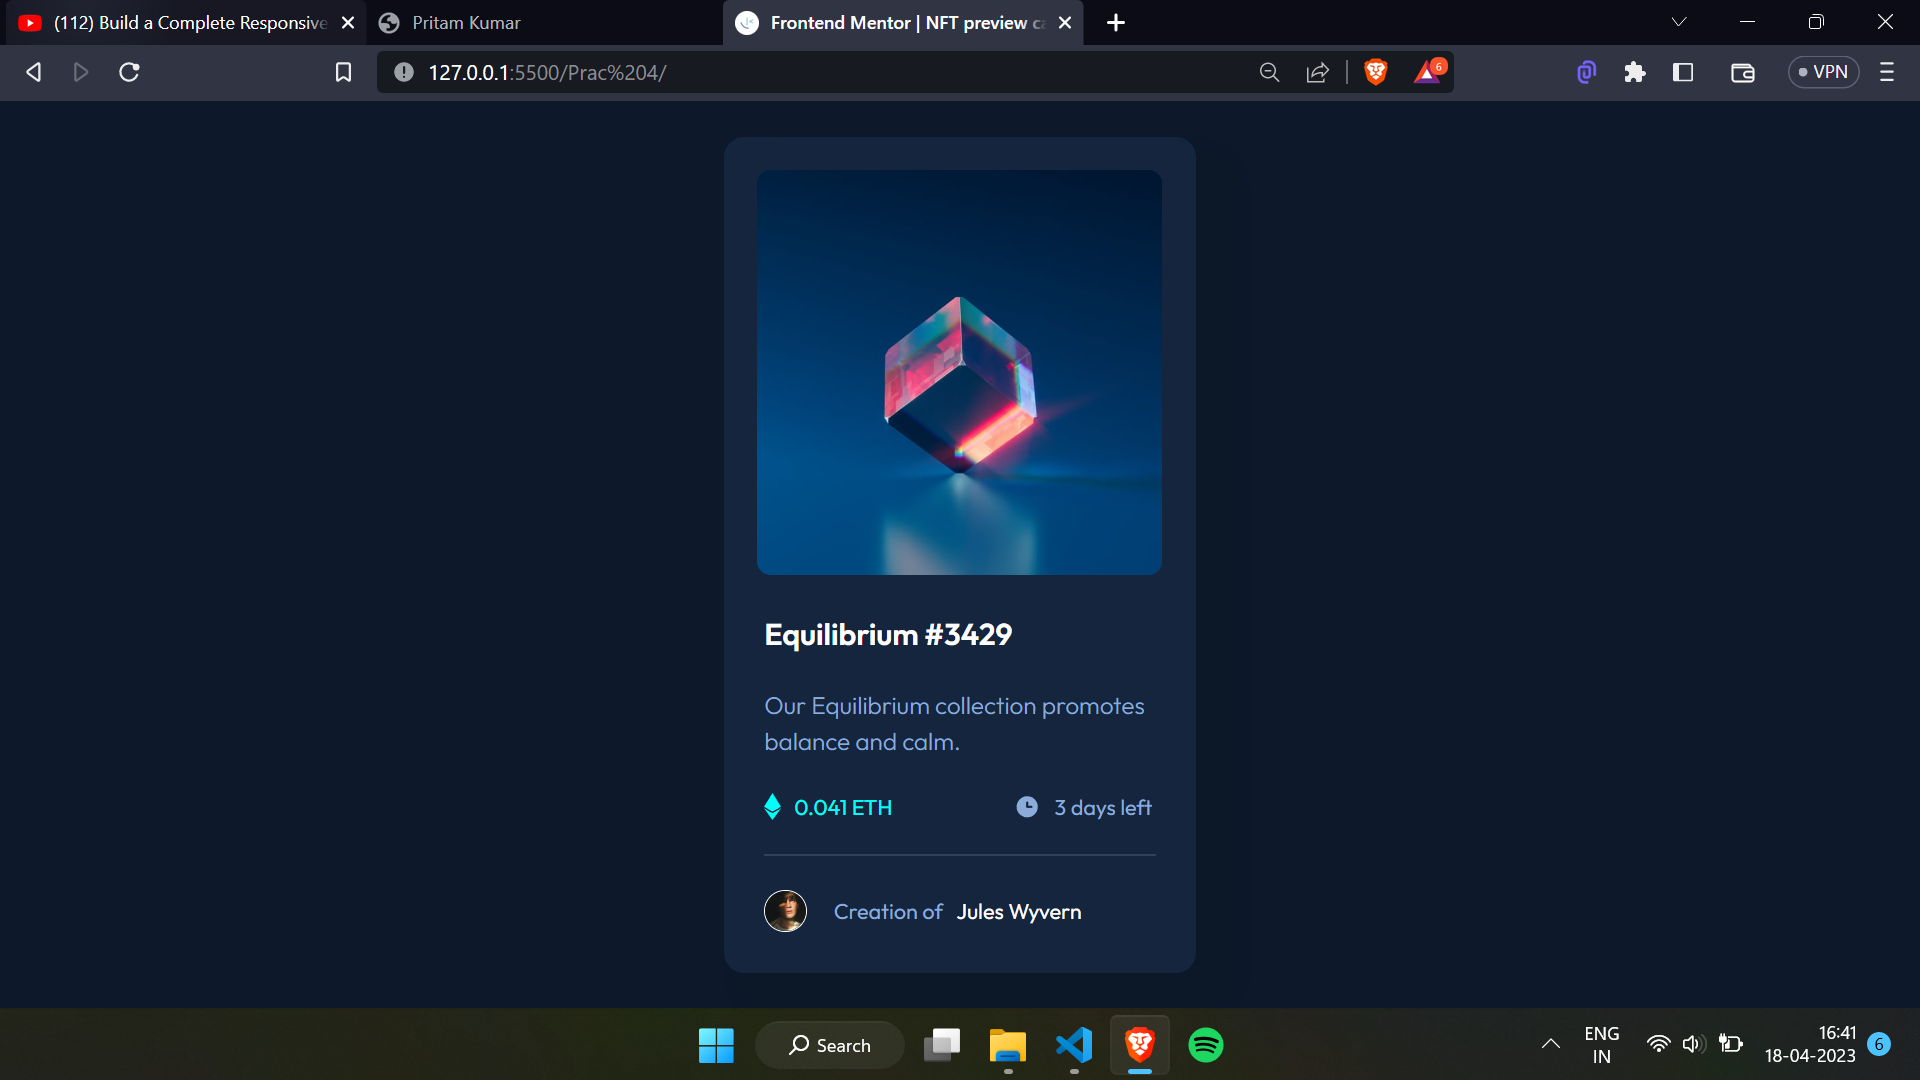 (112) Build a Complete Responsive
Pritam Kumar
Frontend Mentor | NFT preview c
127.0.0.1:5500/Prac%204/
6
VPN
Equilibrium #3429
Our Equilibrium collection promotes
balance and calm.
0.041 ETH
3 days left
Creation of Jules Wyvern
Search
ENG
IN
16:41
18-04-2023
6